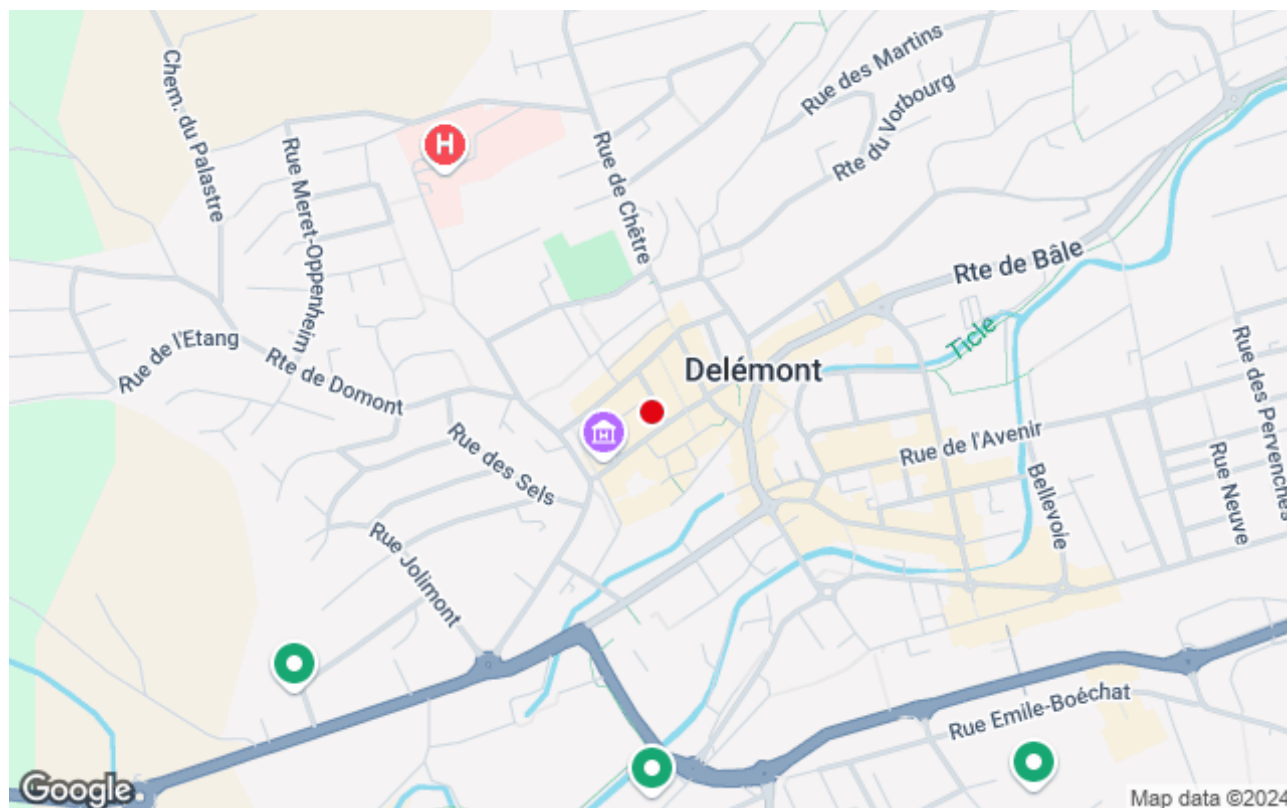 Chem. du Palastre
Rue Meret-Oppenheim
H
Rue de Chêtre
Rue des Martins
Rte du Vorbourg
Rte de Bâle
Ticle
Rue de l'Etang
Rte de Domont
Delémont
Rue des Sels
Rue de l'Avenir
Bellevoie
Rue Neuve
Rue des Pervenches
Rue Jolimont
Rue Emile-Boéchat
Google
Map data ©2024